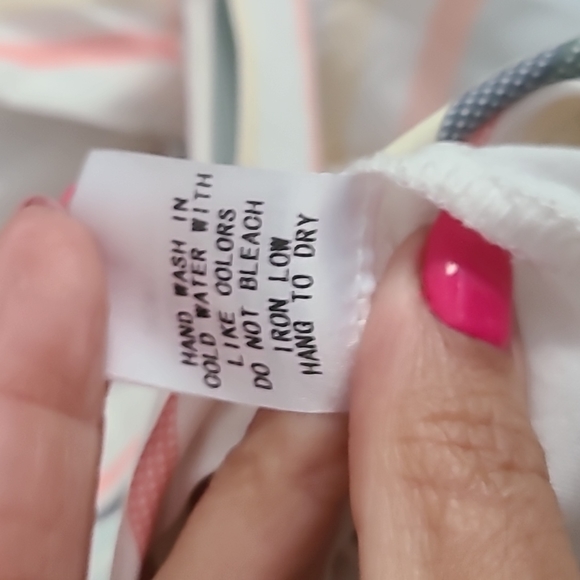 HAND WASH IN
COLD WATER WITH
LIKE COLORS
DO NOT BLEACH
IRON LOW
HANG TO DRY